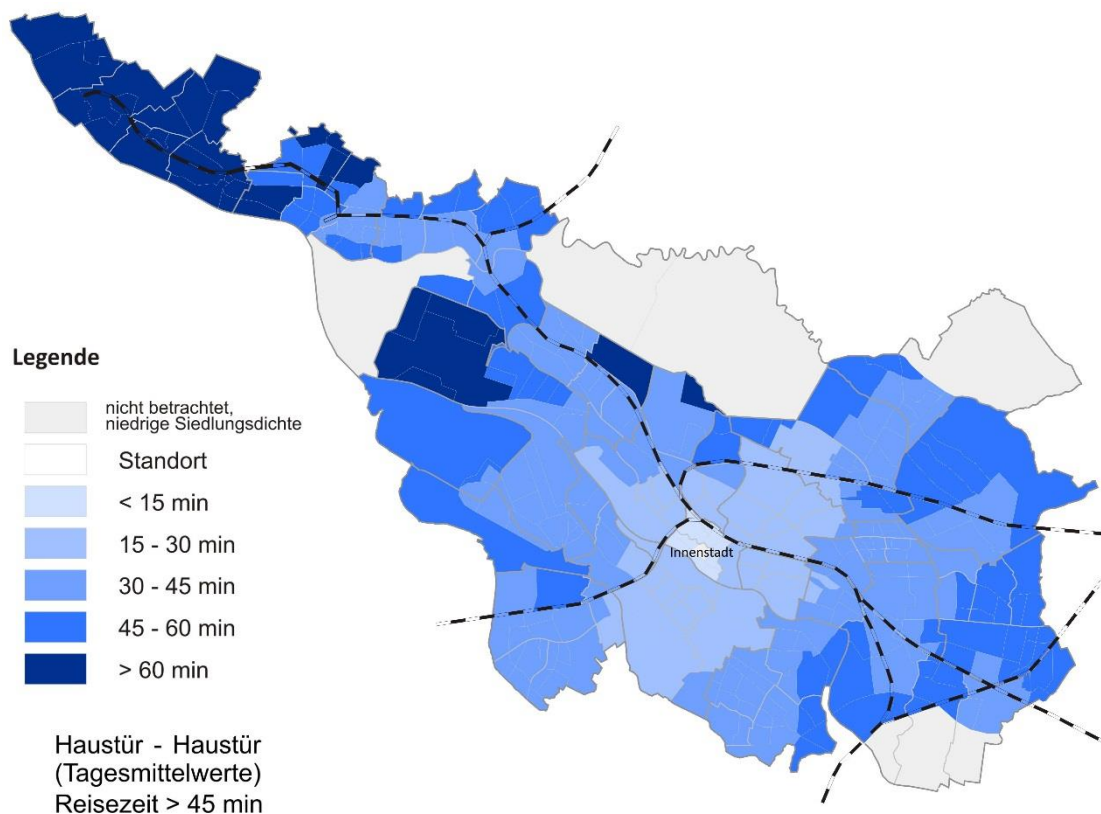 Innenstadt
Legende
nicht betrachtet,
niedrige Siedlungsdichte
Standort
< 15 min
15 - 30 min
30 - 45 min
45 - 60 min
> 60 min
Haustür - Haustür
(Tagesmittelwerte)
Reisezeit > 45 min